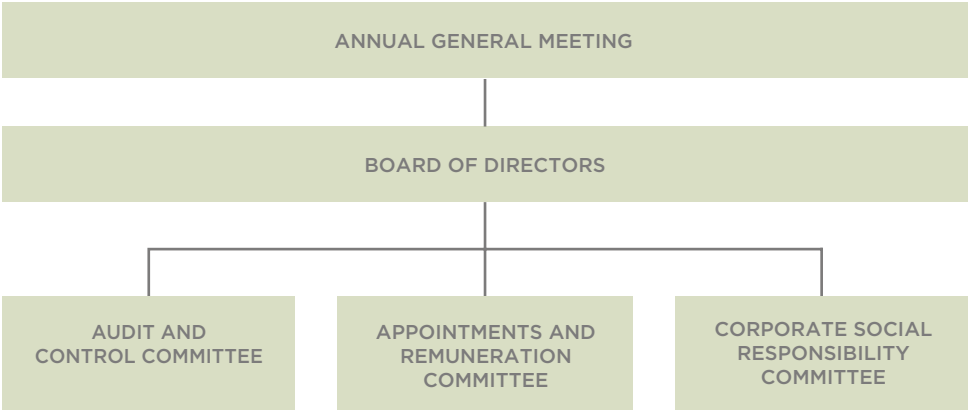 ANNUAL GENERAL MEETING
BOARD OF DIRECTORS
AUDIT AND
CONTROL COMMITTEE
APPOINTMENTS AND
REMUNERATION
COMMITTEE
CORPORATE SOCIAL
RESPONSIBILITY
COMMITTEE